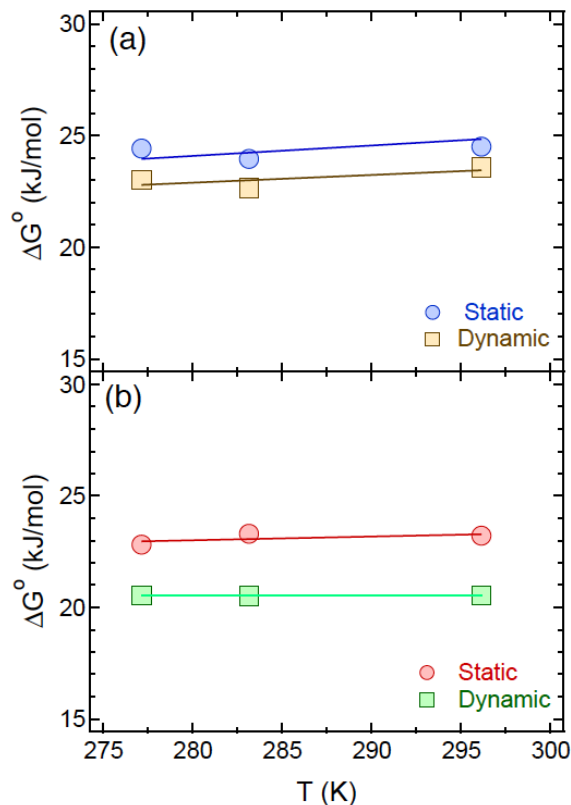 (a)
30
25
20
15
ΔG° (kJ/mol)
Static
Dynamic
(b)
30
25
20
15
ΔG° (kJ/mol)
Static
Dynamic
275 280 285 290 295 300
T (K)